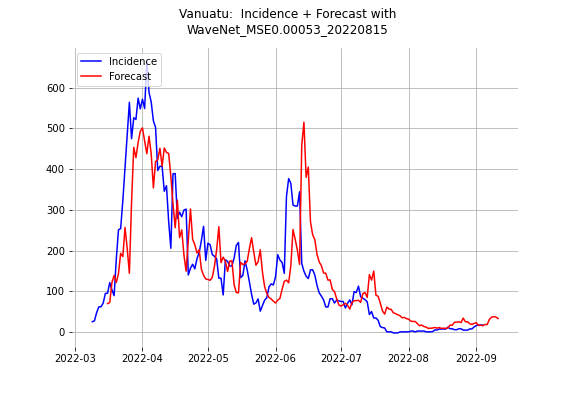 Vanuatu:  Incidence + Forecast with
WaveNet_MSE0.00053_20220815
Incidence
Forecast
600
500
400
300
200
100
0
2022-03 2022-04 2022-05 2022-06 2022-07 2022-08 2022-09